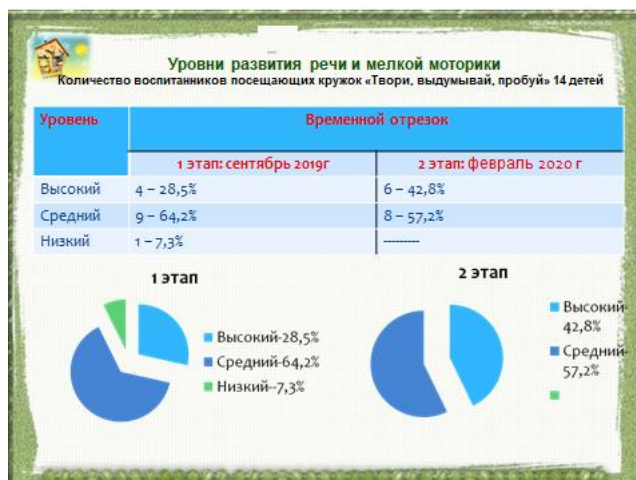 Уровни развития речи и мелкой моторики
Количество воспитанников посещающих кружок «Твори, выдумывай, пробуй» 14 детей
Уровень Временной отрезок
1 этап: сентябрь 2019г 2 этап: февраль 2020 г
Высокий 4 – 28,5% 6 – 42,8%
Средний 9 – 64,2% 8 – 57,2%
Низкий 1 – 7,3% ---------
1 этап
Высокий-28,5%
Средний-64,2%
Низкий--7,3%
2 этап
Высокий-
42,8%
Средний-
57,2%